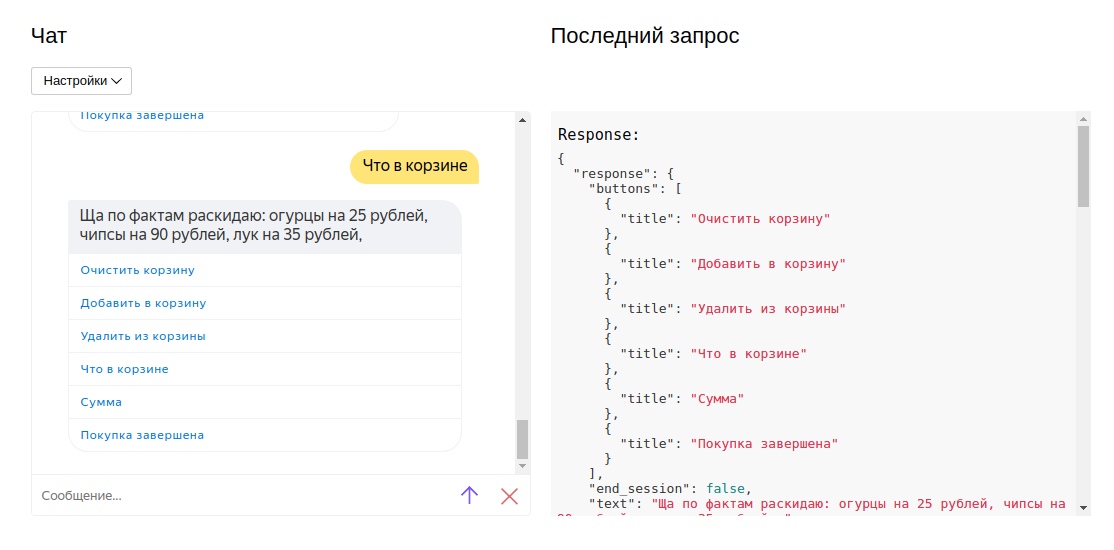 Чат
Последний запрос
Настройки
Покупка завершена
Что в корзине
Ща по фактам раскидаю: огурцы на 25 рублей,
чипсы на 90 рублей, лук на 35 рублей,
Очистить корзину
Добавить в корзину
Удалить из корзины
Что в корзине
Сумма
Покупка завершена
Сообщение...
Response:
{
"response": {
"buttons": [
{
"title": "Очистить корзину"
},
{
"title": "Добавить в корзину"
},
{
"title": "Удалить из корзины"
},
{
"title": "Что в корзине"
},
{
"title": "Сумма"
},
{
"title": "Покупка завершена"
}
],
"end_session": false,
"text": "Ща по фактам раскидаю: огурцы на 25 рублей, чипсы на